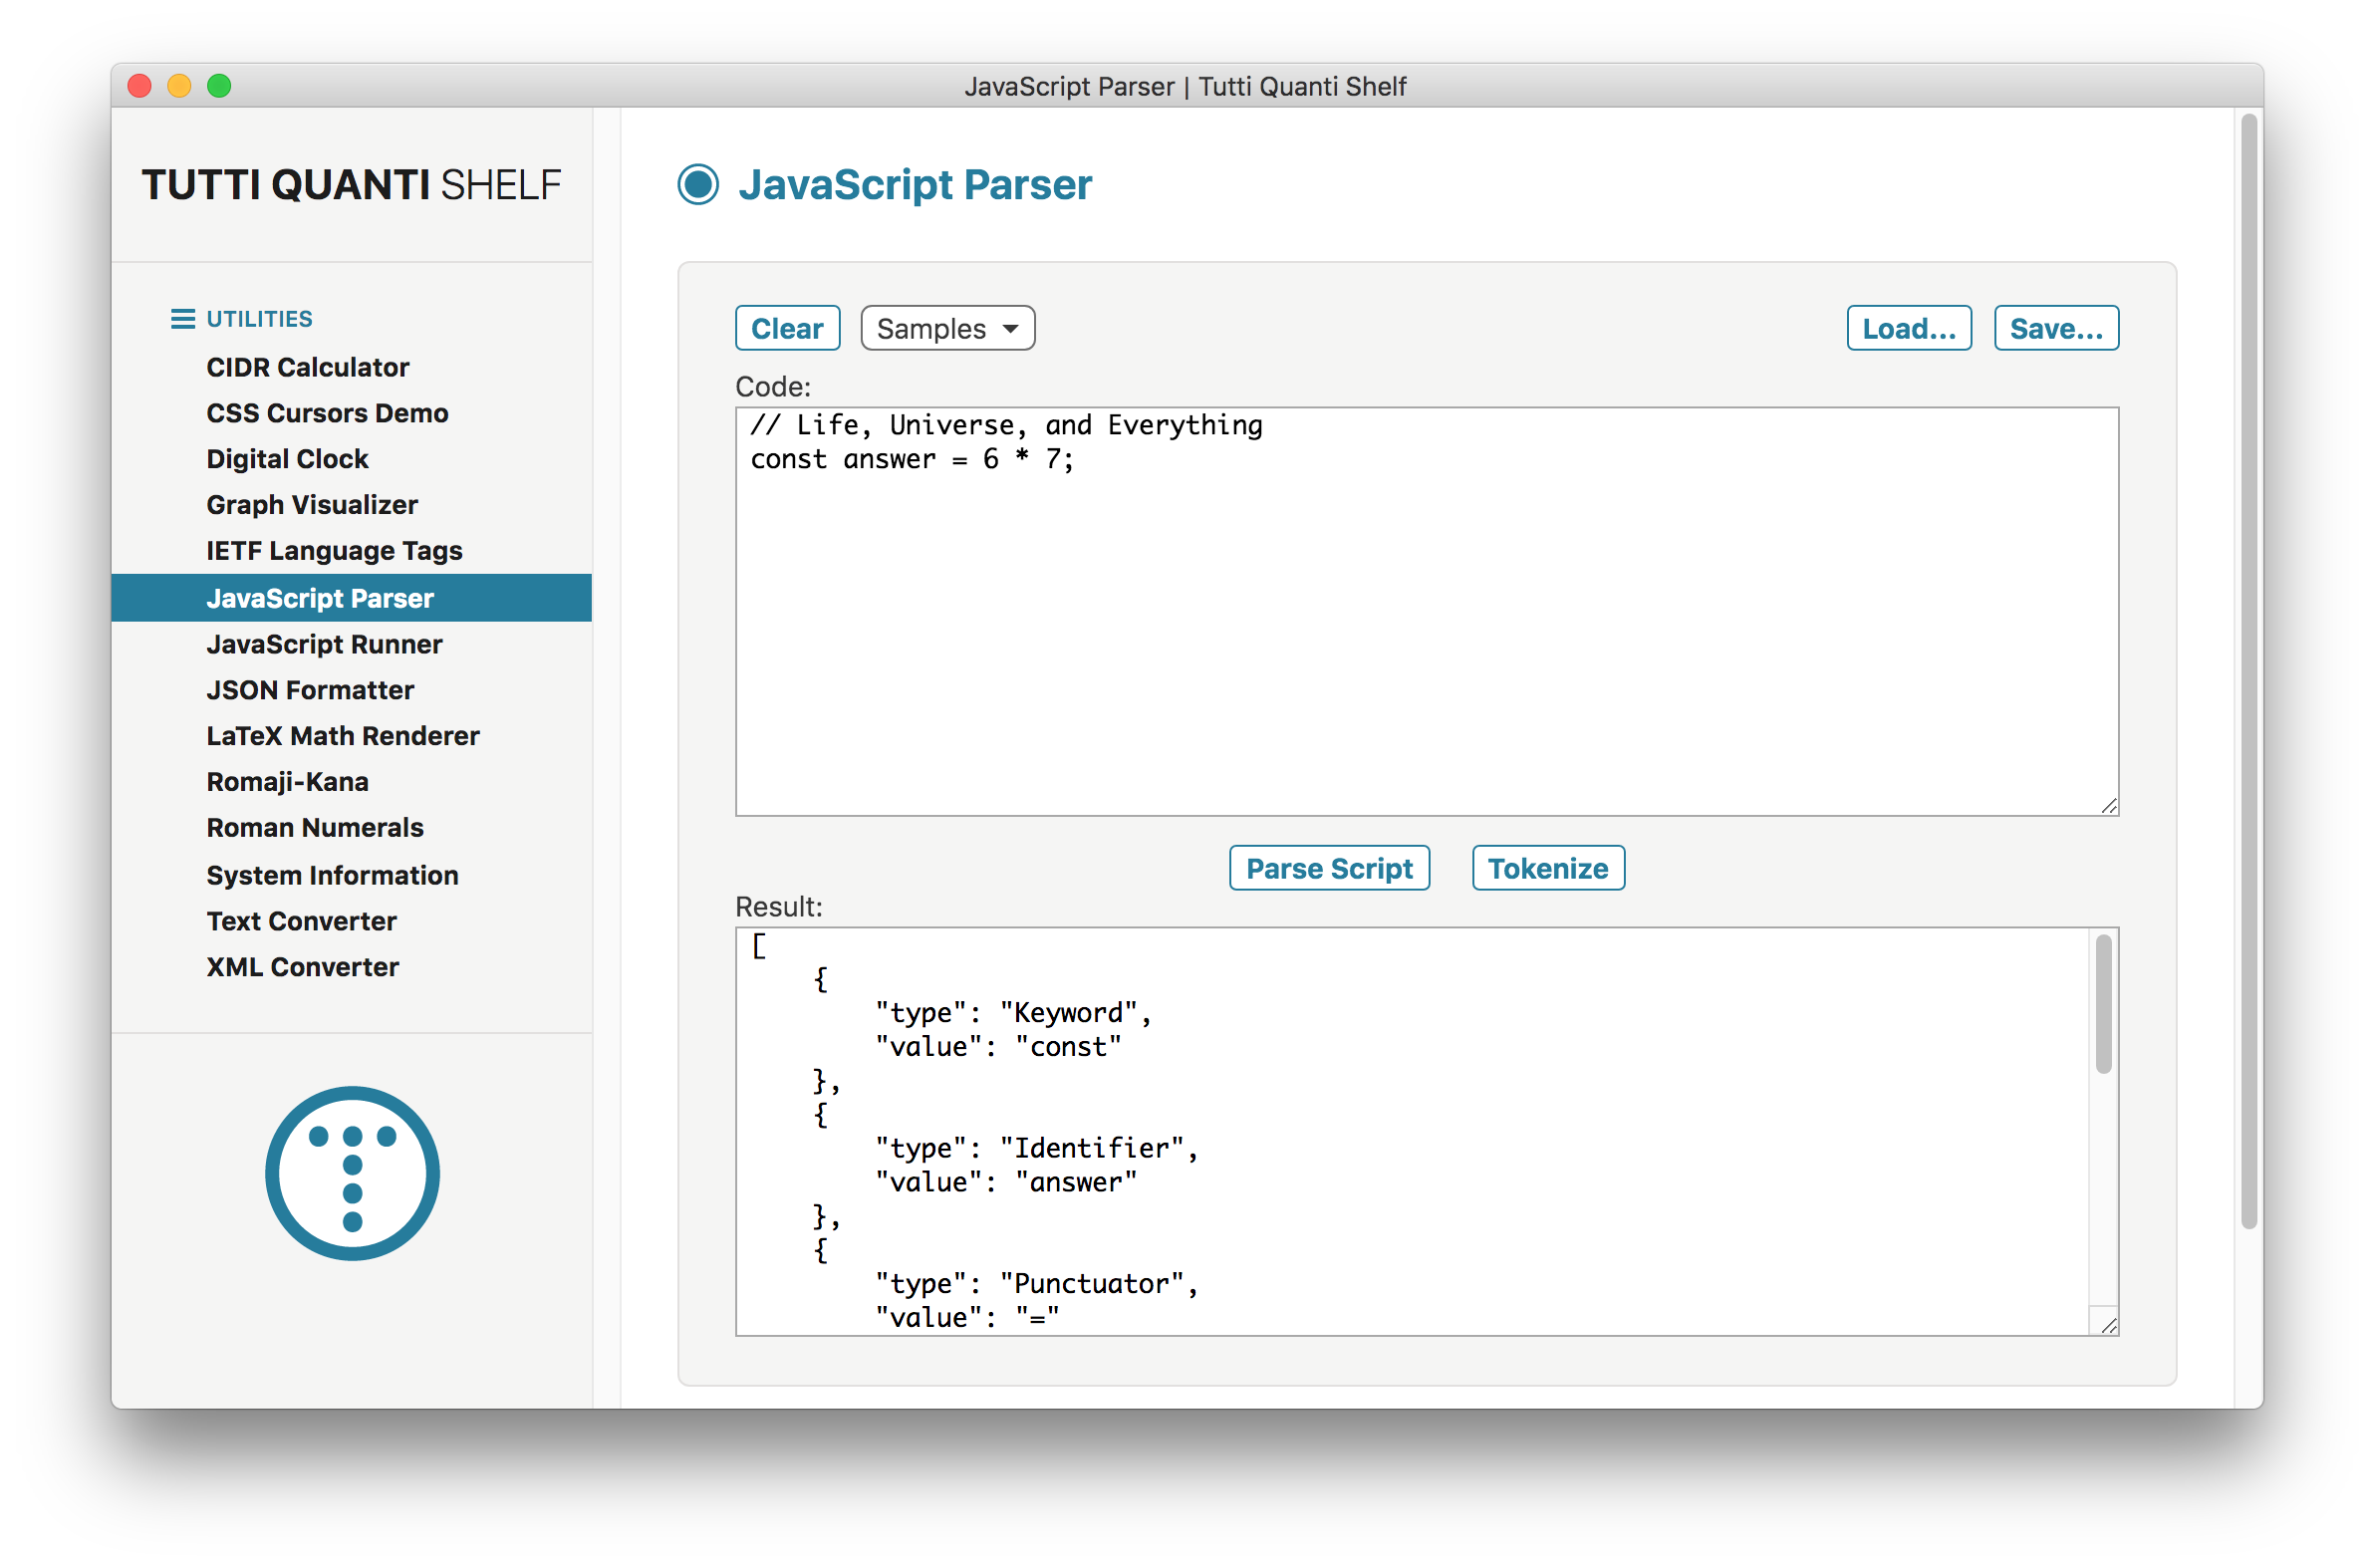 JavaScript Parser | Tutti Quanti Shelf
TUTTI QUANTI SHELF
UTILITIES
CIDR Calculator
CSS Cursors Demo
Digital Clock
Graph Visualizer
IETF Language Tags
JavaScript Parser
JavaScript Runner
JSON Formatter
LaTeX Math Renderer
Romaji-Kana
Roman Numerals
System Information
Text Converter
XML Converter
JavaScript Parser
Clear Samples Load... Save...
Code:
// Life, Universe, and Everything
const answer = 6 * 7;
Parse Script Tokenize
Result:
[
    {
        "type": "Keyword",
        "value": "const"
    },
    {
        "type": "Identifier",
        "value": "answer"
    },
    {
        "type": "Punctuator",
        "value": "="